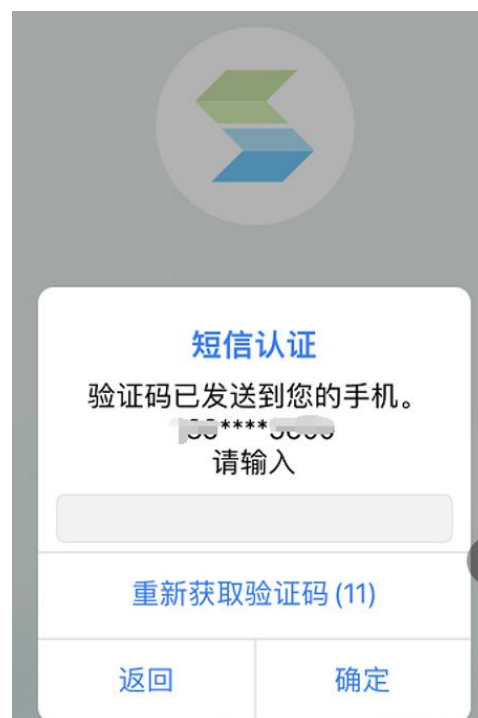 短信认证
验证码已发送到您的手机。
****
请输入
重新获取验证码 (11)
返回
确定